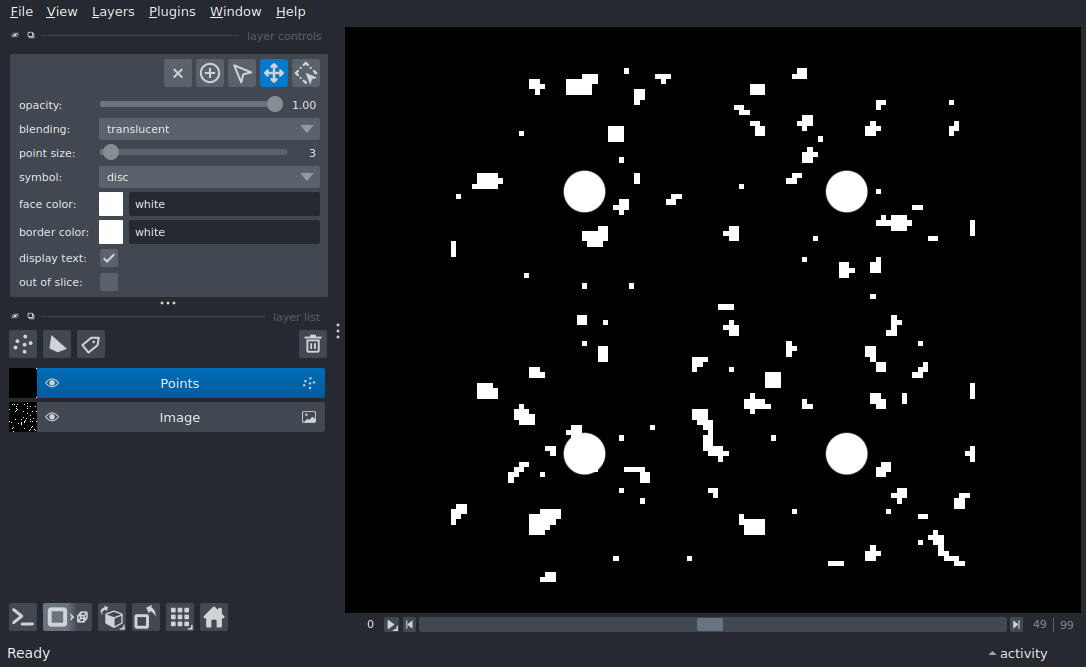 File View Layers Plugins Window Help
layer controls
opacity: 1.00
blending: translucent
point size: 3
symbol: disc
face color: white
border color: white
display text:
out of slice:
layer list
Points
Image
0 49 99
Ready activity